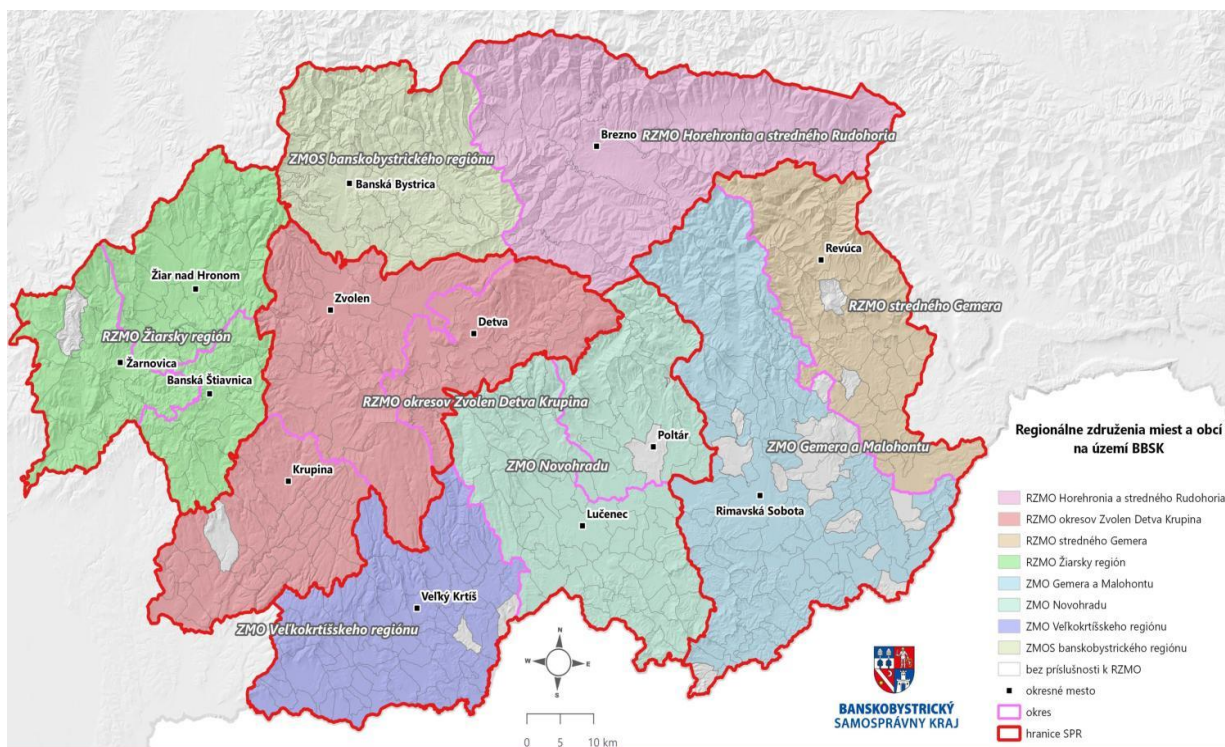 Brezno
RZMO Horehronia a stredného Rudohoria
ZMOS banskobystrického regiónu
Banská Bystrica
Revúca
Žiar nad Hronom
Zvolen
RZMO stredného Gemera
Detva
RZMO Žiarsky región
Žarnovica
Banská Štiavnica
RZMO okresov Zvolen Detva Krupina
Poltár
ZMO Gemera a Malohontu
ZMO Novohradu
Krupina
Rimavská Sobota
Lučenec
Veľký Krtíš
ZMO Veľkokrtíšskeho regiónu
Regionálne združenia miest a obcí
na území BBSK
RZMO Horehronia a stredného Rudohoria
RZMO okresov Zvolen Detva Krupina
RZMO stredného Gemera
RZMO Žiarsky región
ZMO Gemera a Malohontu
ZMO Novohradu
ZMO Veľkokrtíšskeho regiónu
ZMOS banskobystrického regiónu
bez príslušnosti k RZMO
okresné mesto
okres
hranice SPR
N
W E
S
0 5 10 km
BANSKOBYSTRICKÝ
SAMOSPRÁVNY KRAJ